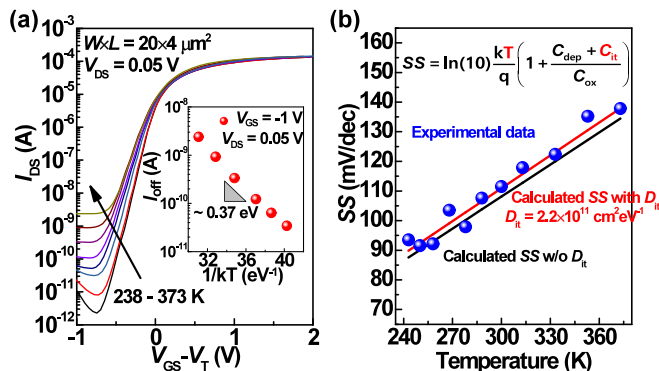 (a)
W×L = 20×4 μm²
V_DS = 0.05 V
I_DS (A)
10⁻³
10⁻⁴
10⁻⁵
10⁻⁶
10⁻⁷
10⁻⁸
10⁻⁹
10⁻¹⁰
10⁻¹¹
10⁻¹²
238 - 373 K
-1 0 1 2
V_GS-V_T (V)
V_GS = -1 V
V_DS = 0.05 V
I_off (A)
10⁻⁸
10⁻⁹
10⁻¹⁰
10⁻¹¹
~ 0.37 eV
32 36 40
1/kT (eV⁻¹)
(b)
SS = ln(10) kT/q (1 + (C_dep + C_it)/C_ox)
Experimental data
Calculated SS with D_it
D_it = 2.2×10¹¹ cm²eV⁻¹
Calculated SS w/o D_it
SS (mV/dec)
160
150
140
130
120
110
100
90
80
70
60
240 270 300 330 360
Temperature (K)